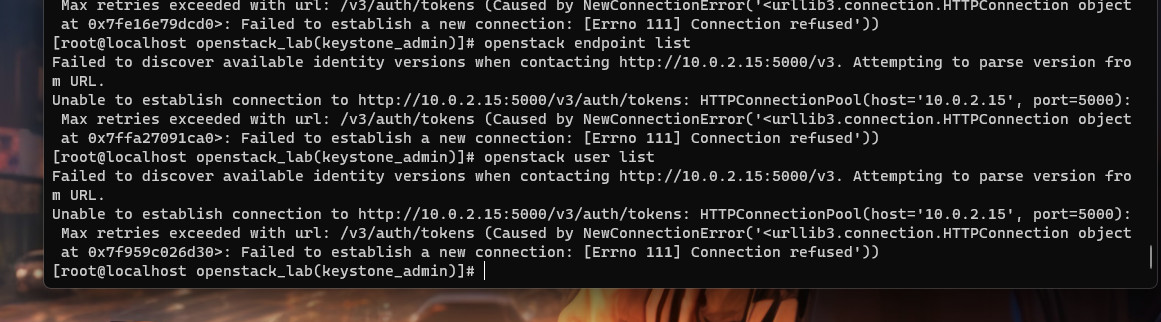 Max retries exceeded with url: /v3/auth/tokens (Caused by NewConnectionError('<urllib3.connection.HTTPConnection object
at 0x7fe16e79dcd0>: Failed to establish a new connection: [Errno 111] Connection refused'))
[root@localhost openstack_lab(keystone_admin)]# openstack endpoint list
Failed to discover available identity versions when contacting http://10.0.2.15:5000/v3. Attempting to parse version fro
m URL.
Unable to establish connection to http://10.0.2.15:5000/v3/auth/tokens: HTTPConnectionPool(host='10.0.2.15', port=5000):
Max retries exceeded with url: /v3/auth/tokens (Caused by NewConnectionError('<urllib3.connection.HTTPConnection object
at 0x7ffa27091ca0>: Failed to establish a new connection: [Errno 111] Connection refused'))
[root@localhost openstack_lab(keystone_admin)]# openstack user list
Failed to discover available identity versions when contacting http://10.0.2.15:5000/v3. Attempting to parse version fro
m URL.
Unable to establish connection to http://10.0.2.15:5000/v3/auth/tokens: HTTPConnectionPool(host='10.0.2.15', port=5000):
Max retries exceeded with url: /v3/auth/tokens (Caused by NewConnectionError('<urllib3.connection.HTTPConnection object
at 0x7f959c026d30>: Failed to establish a new connection: [Errno 111] Connection refused'))
[root@localhost openstack_lab(keystone_admin)]#